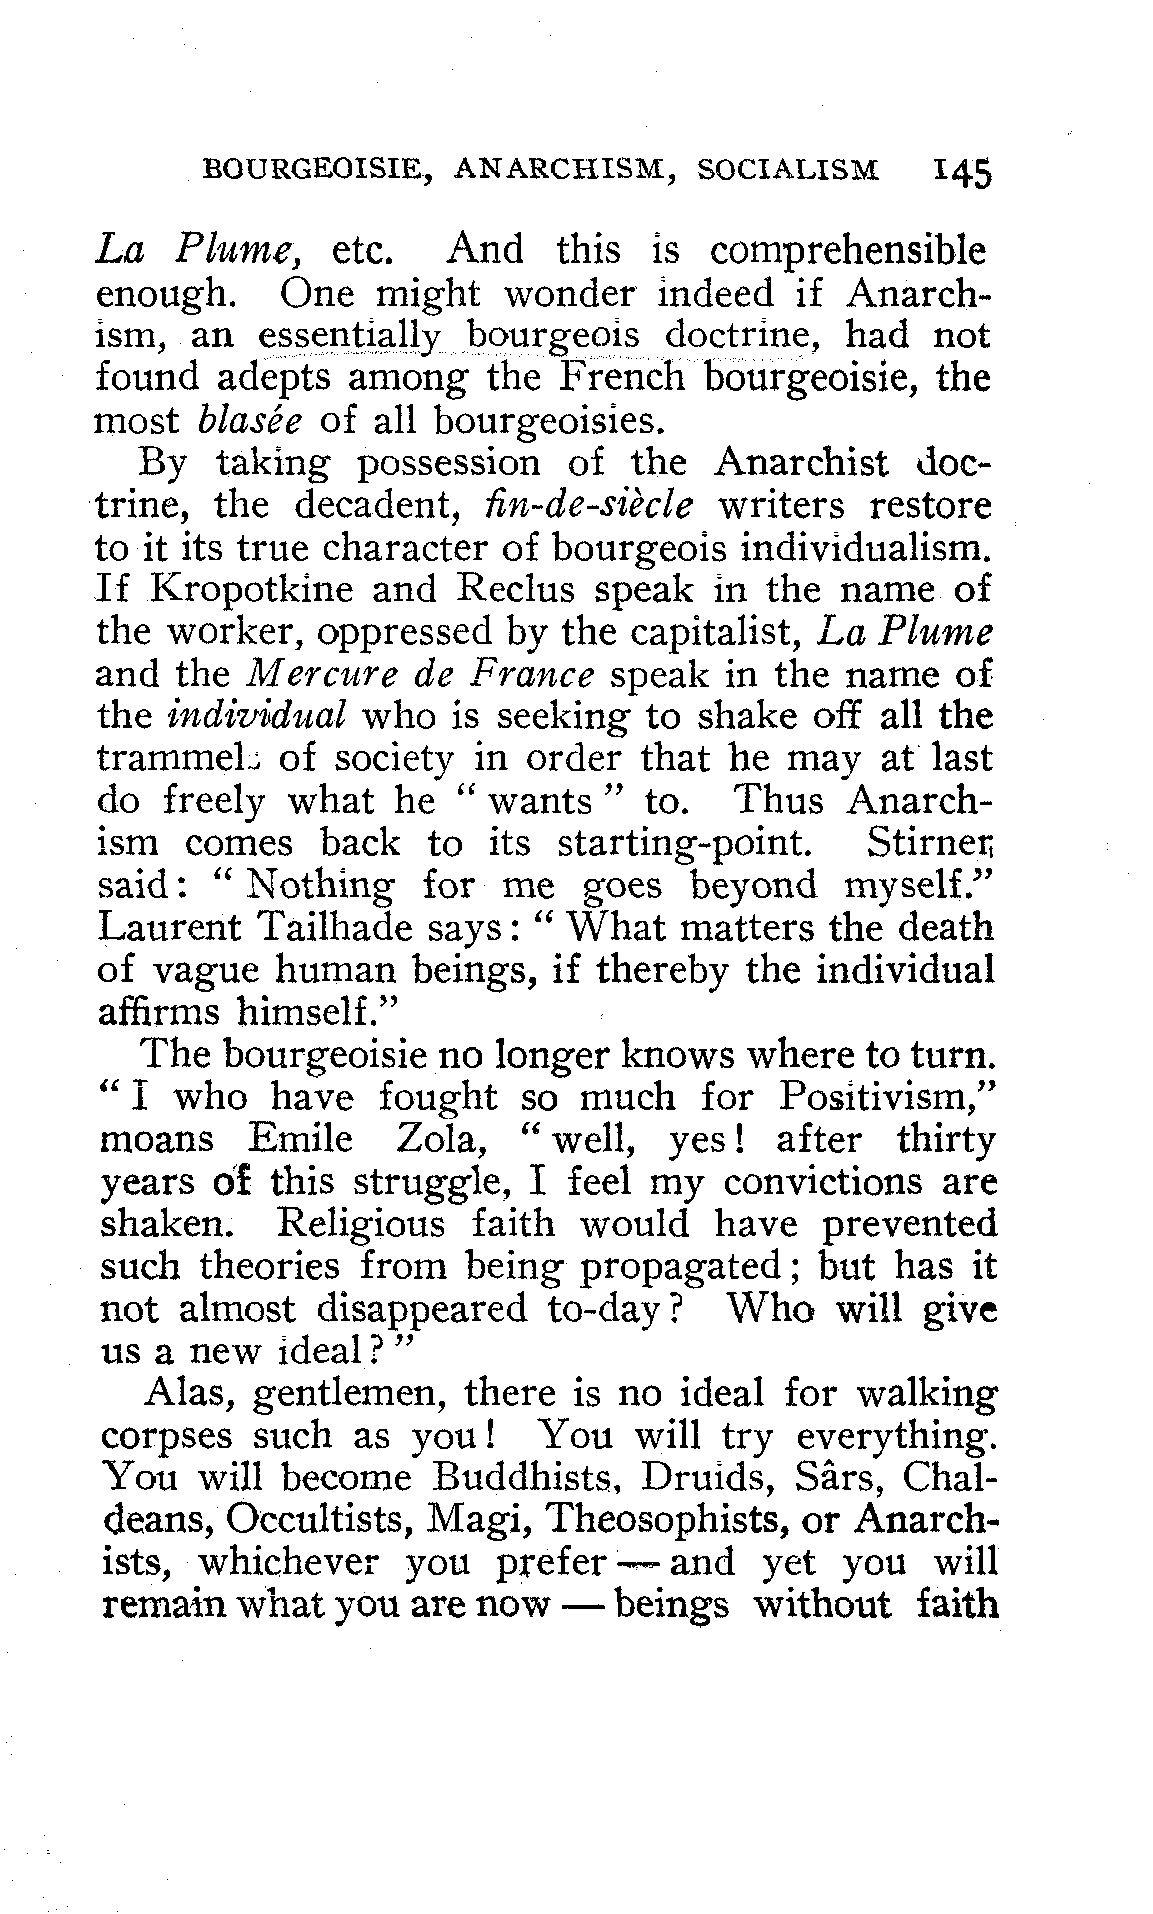 BOURGEOISIE, ANARCHISM, SOCIALISM 145
La Plume, etc. And this is comprehensible
enough. One might wonder indeed if Anarch-
ism, an essentially bourgeois doctrine, had not
found adepts among the French bourgeoisie, the
most blasée of all bourgeoisies.
By taking possession of the Anarchist doc-
trine, the decadent, fin-de-siècle writers restore
to it its true character of bourgeois individualism.
If Kropotkine and Reclus speak in the name of
the worker, oppressed by the capitalist, La Plume
and the Mercure de France speak in the name of
the individual who is seeking to shake off all the
trammels of society in order that he may at last
do freely what he “ wants ” to. Thus Anarch-
ism comes back to its starting-point. Stirner
said: “ Nothing for me goes beyond myself.”
Laurent Tailhade says: “ What matters the death
of vague human beings, if thereby the individual
affirms himself.”
The bourgeoisie no longer knows where to turn.
“ I who have fought so much for Positivism,”
moans Emile Zola, “ well, yes! after thirty
years of this struggle, I feel my convictions are
shaken. Religious faith would have prevented
such theories from being propagated; but has it
not almost disappeared to-day? Who will give
us a new ideal? ”
Alas, gentlemen, there is no ideal for walking
corpses such as you! You will try everything.
You will become Buddhists, Druids, Sârs, Chal-
deans, Occultists, Magi, Theosophists, or Anarch-
ists, whichever you prefer — and yet you will
remain what you are now — beings without faith